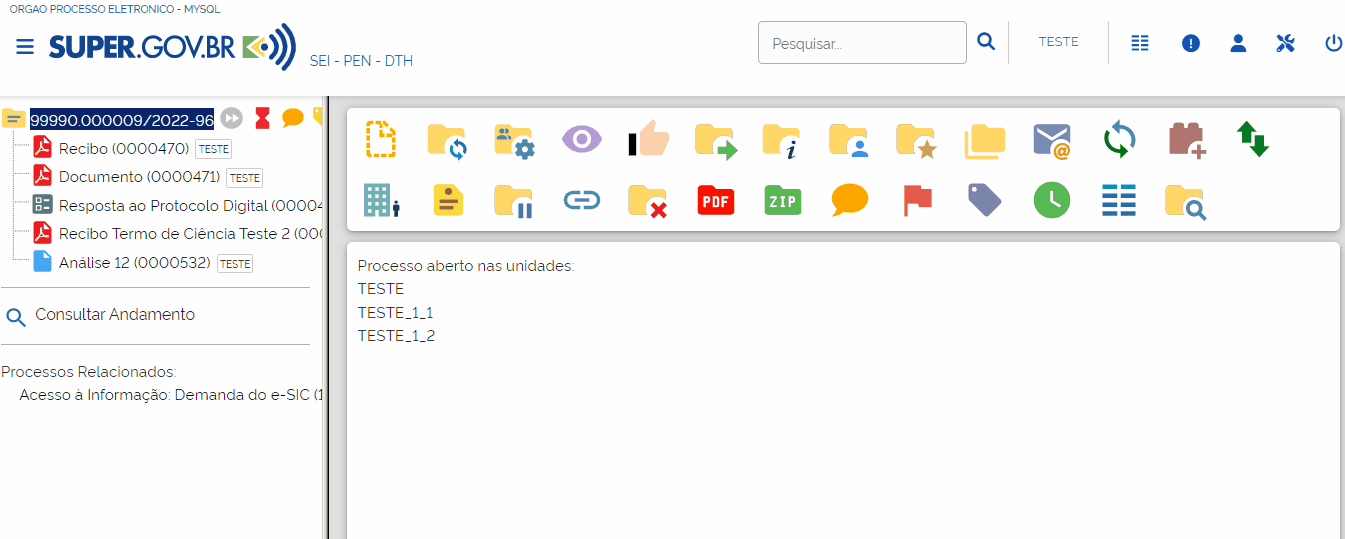 ORGAO PROCESSO ELETRONICO - MYSQL
SUPER.GOV.BR
SEI - PEN - DTH
Pesquisar...
TESTE
99990.000009/2022-96
Recibo (0000470) TESTE
Documento (0000471) TESTE
Resposta ao Protocolo Digital (00004
Recibo Termo de Ciência Teste 2 (000
Análise 12 (0000532) TESTE
Consultar Andamento
Processos Relacionados:
Acesso à Informação: Demanda do e-SIC (1
i
@
PDF
ZIP
Processo aberto nas unidades:
TESTE
TESTE_1_1
TESTE_1_2